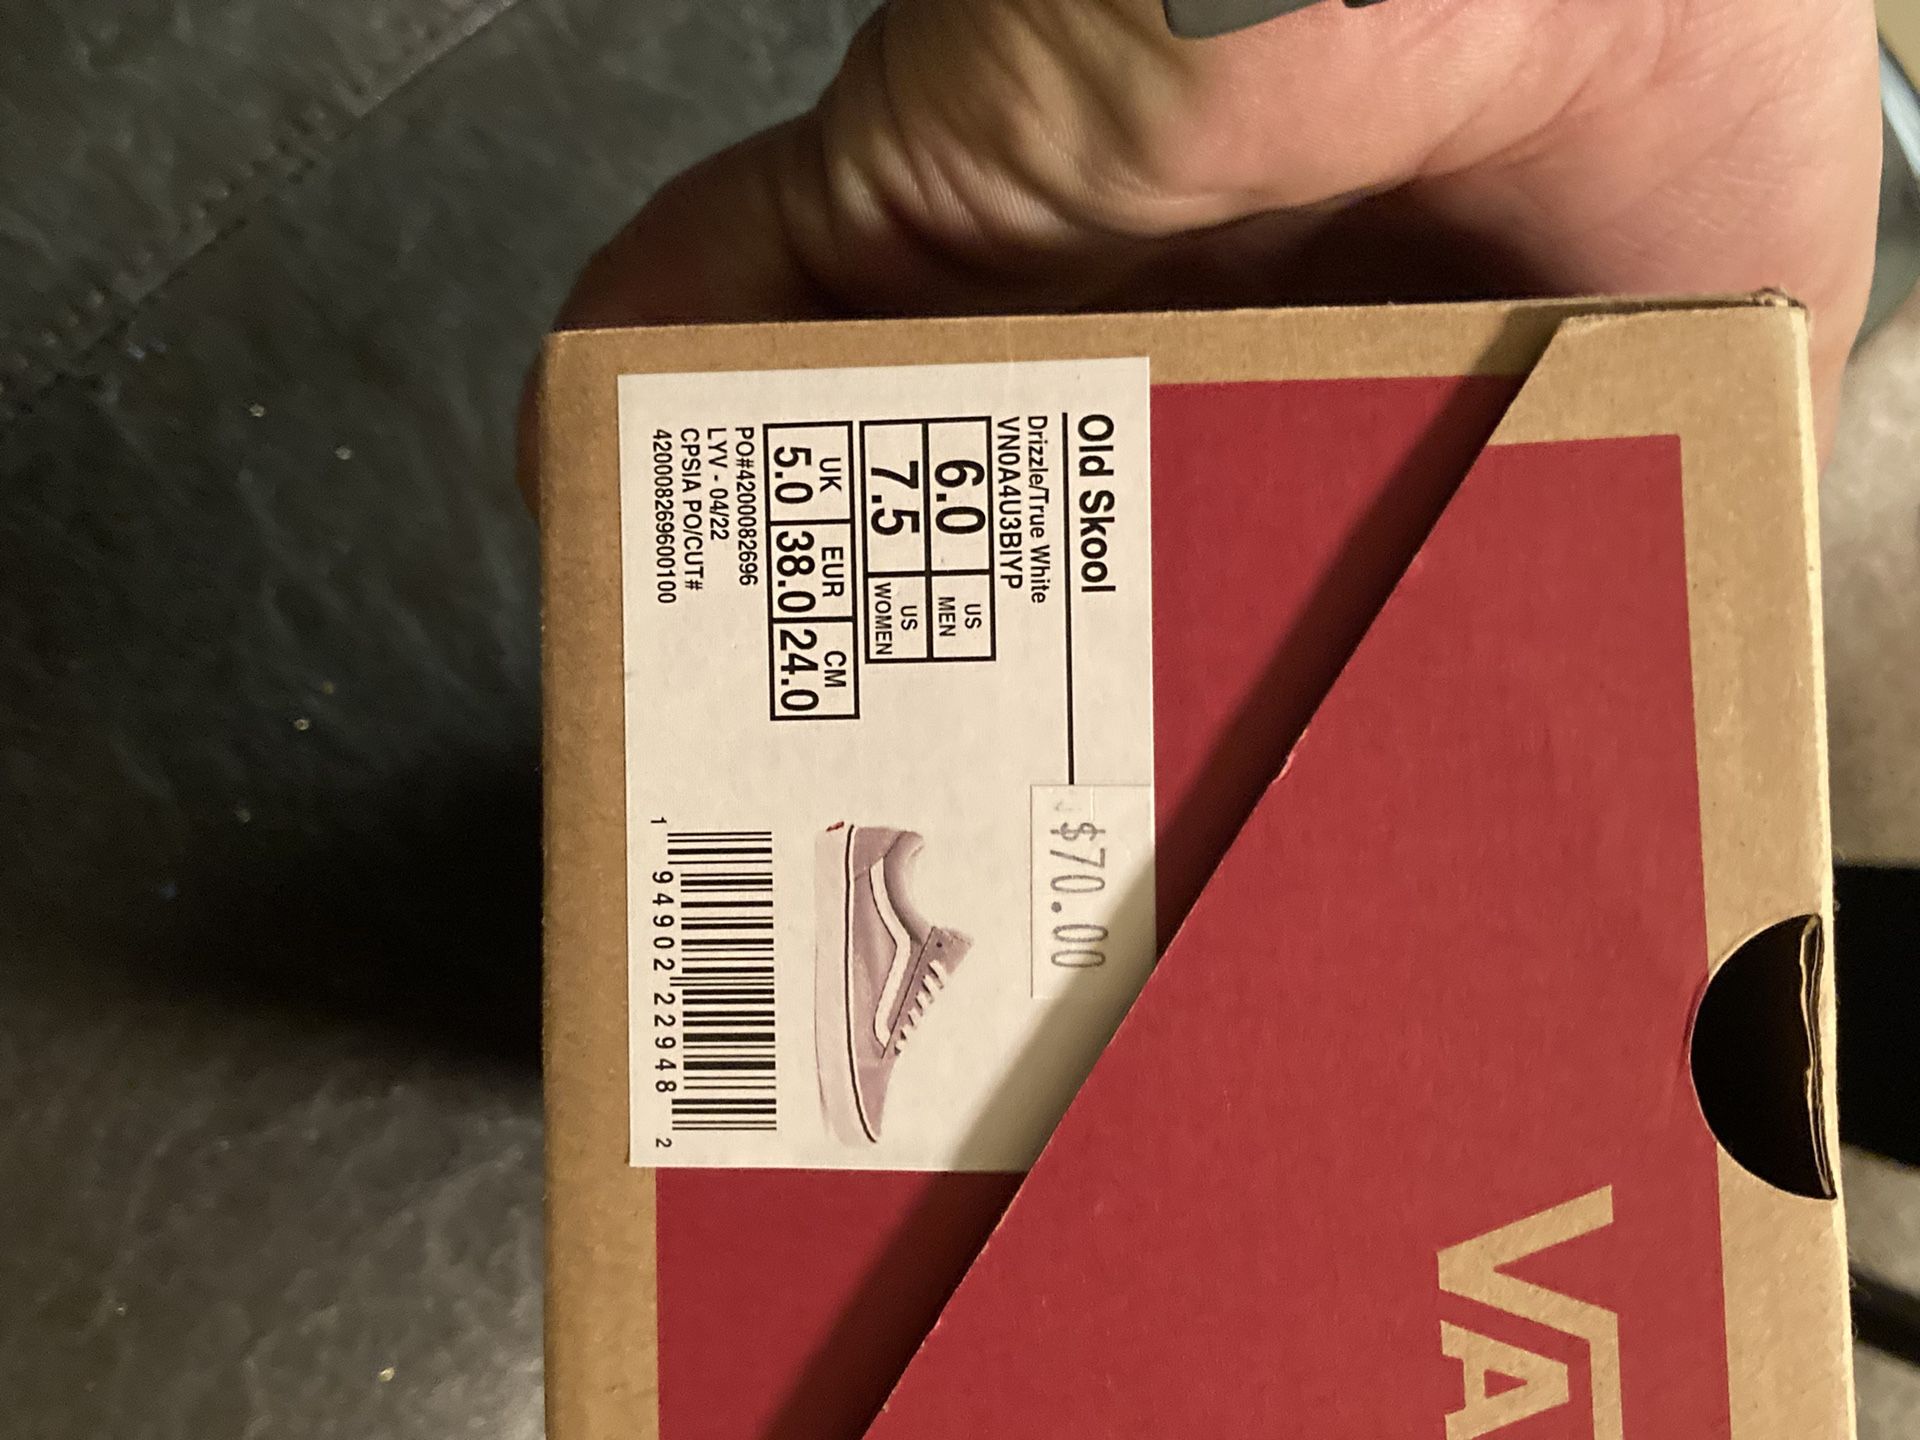 Old Skool
$70.00
Drizzle/True White
VN0A4U3BIYP
6.0 US MEN
7.5 US WOMEN
UK EUR CM
5.0 38.0 24.0
PO#4200082696
LYV - 04/22
CPSIA PO/CUT#
420008269600100
1 94902 22948 2
VA